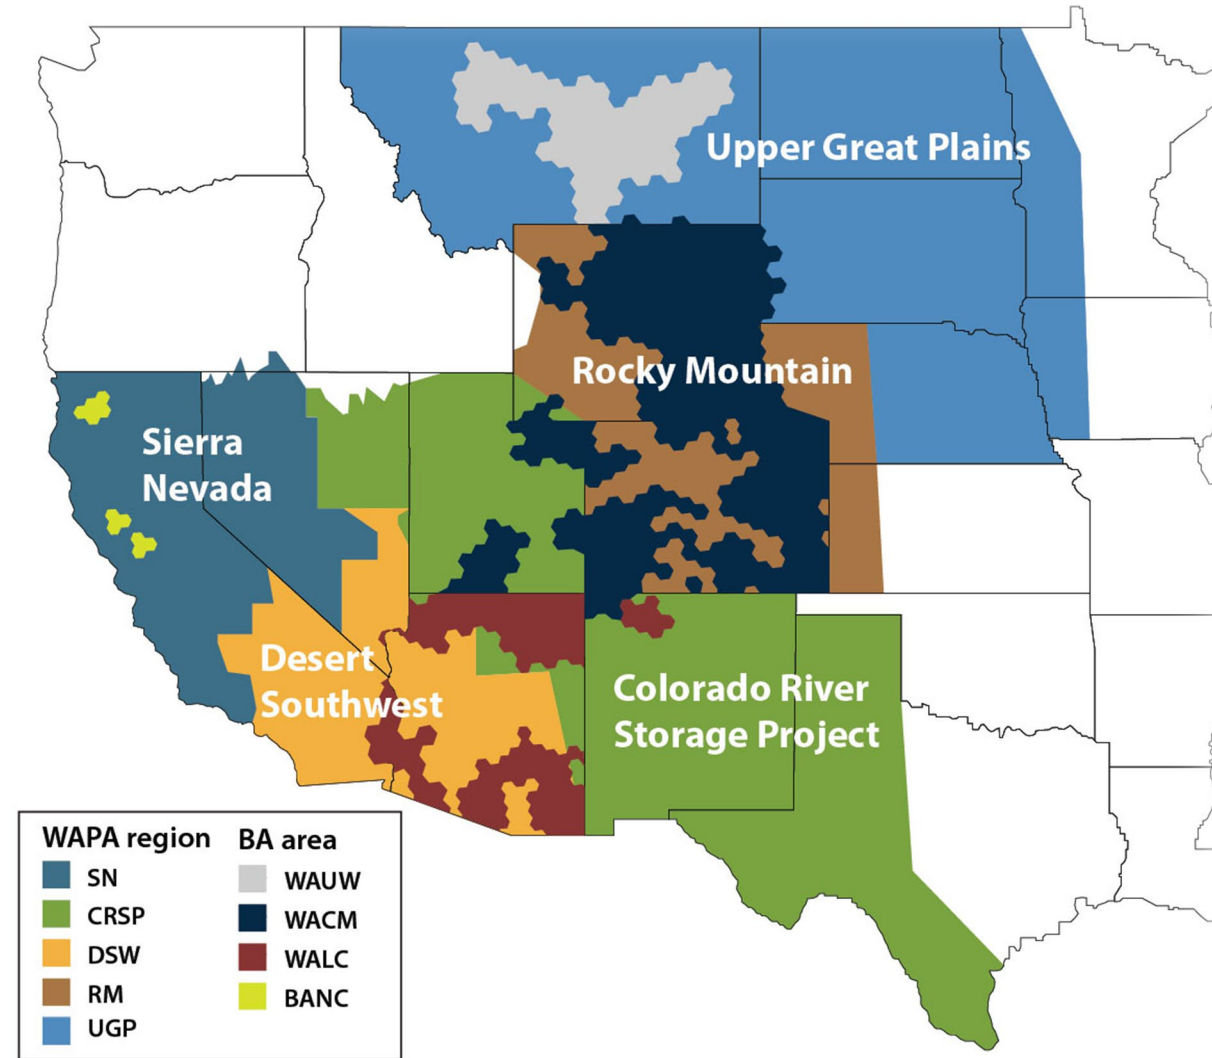 Upper Great Plains
Rocky Mountain
Sierra
Nevada
Desert
Southwest
Colorado River
Storage Project
WAPA region
SN
CRSP
DSW
RM
UGP
BA area
WAUW
WACM
WALC
BANC